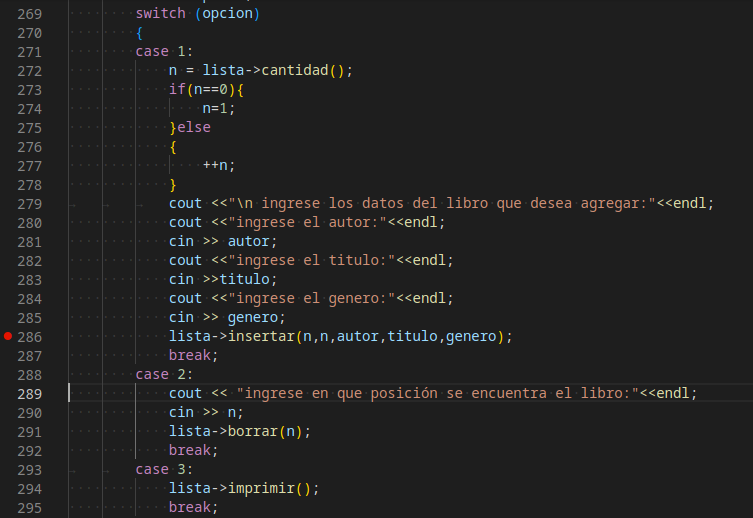 269 switch (opcion)
270 {
271 case 1:
272 n = lista->cantidad();
273 if(n==0){
274 n=1;
275 }else
276 {
277 ++n;
278 }
279 cout <<"\n ingrese los datos del libro que desea agregar:"<<endl;
280 cout <<"ingrese el autor:"<<endl;
281 cin >> autor;
282 cout <<"ingrese el titulo:"<<endl;
283 cin >>titulo;
284 cout <<"ingrese el genero:"<<endl;
285 cin >> genero;
286 lista->insertar(n,n,autor,titulo,genero);
287 break;
288 case 2:
289 cout << "ingrese en que posición se encuentra el libro:"<<endl;
290 cin >> n;
291 lista->borrar(n);
292 break;
293 case 3:
294 lista->imprimir();
295 break;